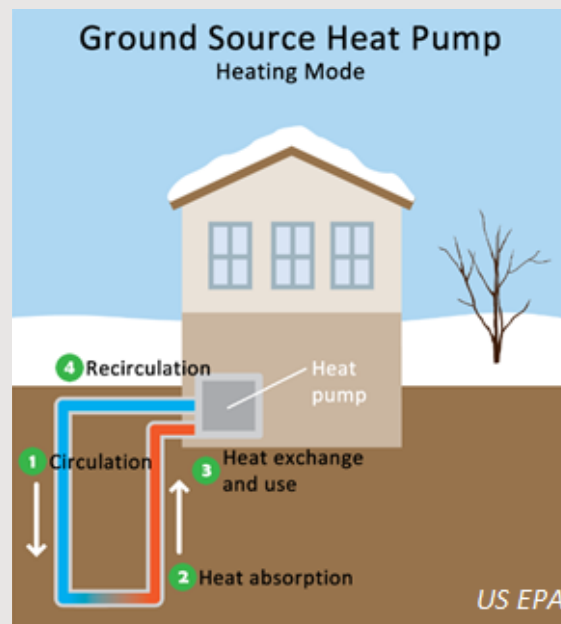 Ground Source Heat Pump
Heating Mode
4 Recirculation
Heat
pump
1 Circulation
3 Heat exchange
and use
2 Heat absorption
US EPA